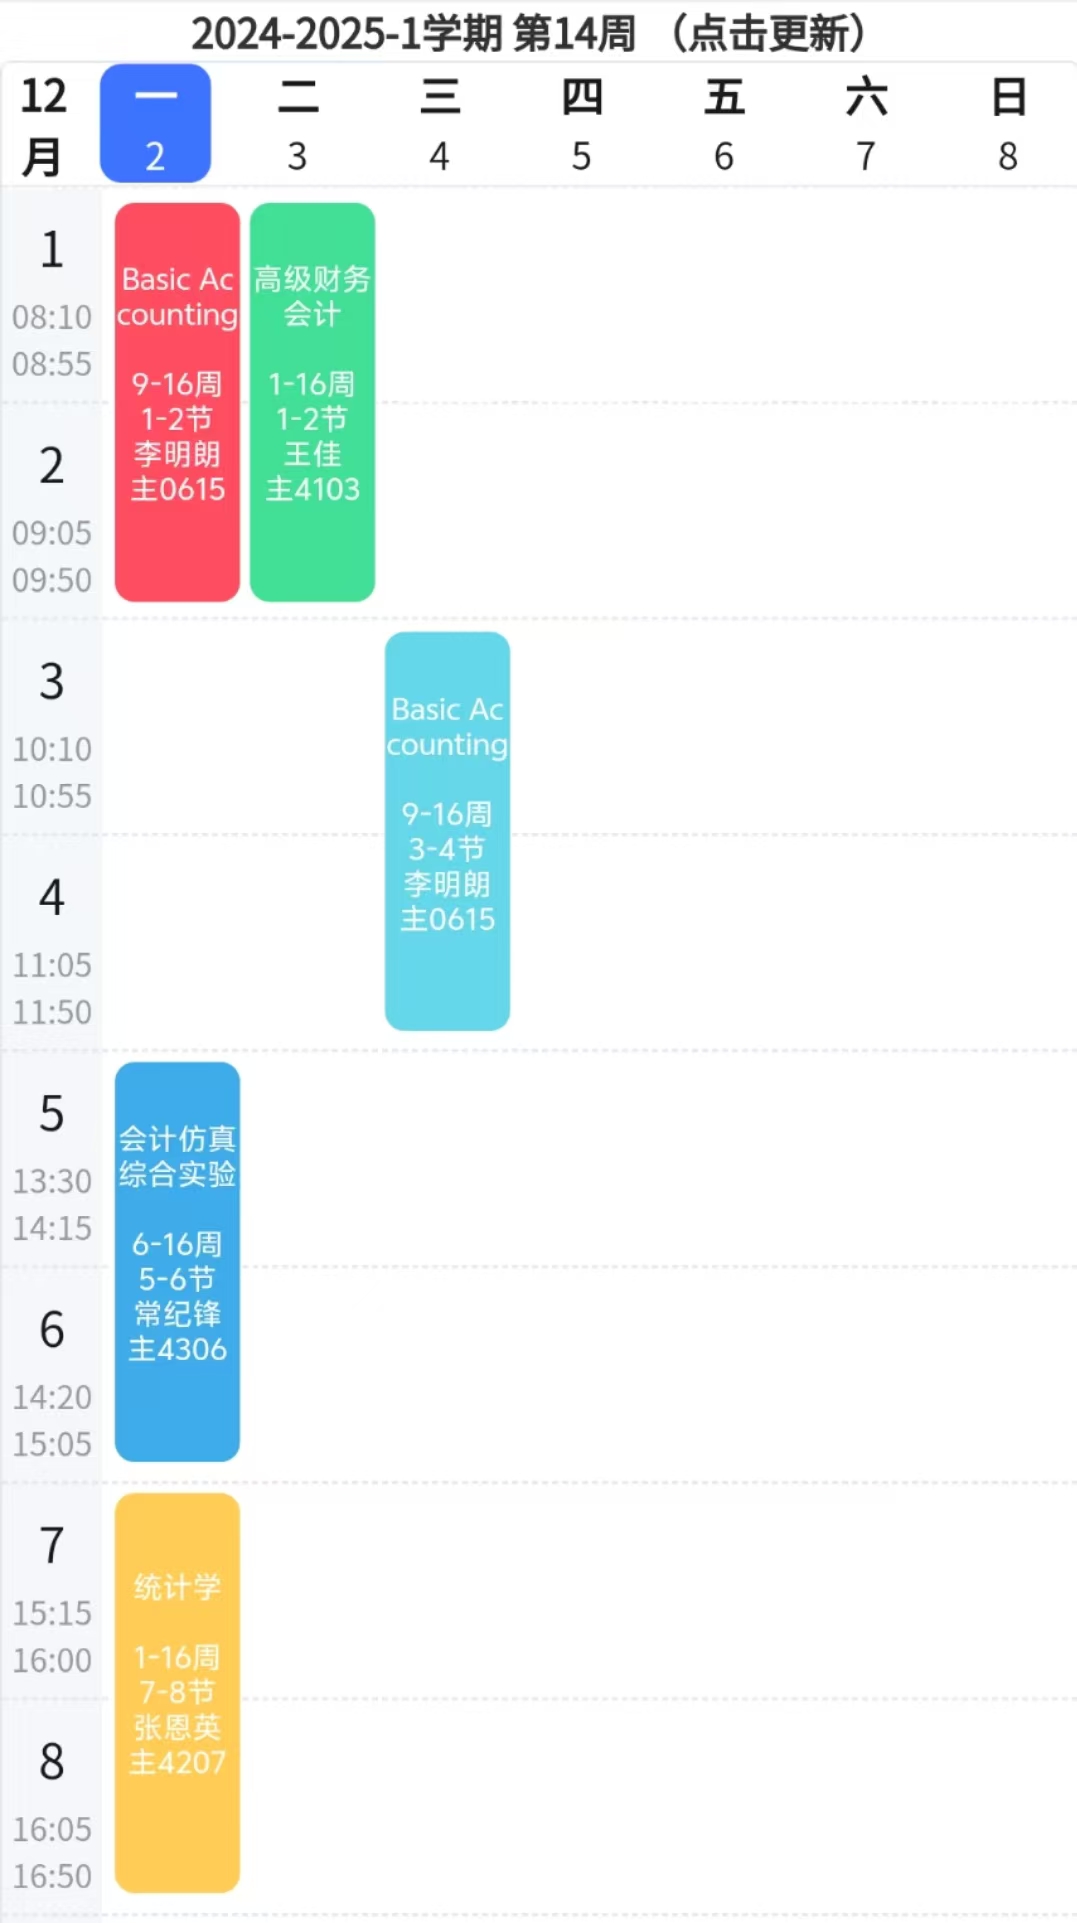 2024-2025-1学期 第14周 （点击更新）
12月
一 二 三 四 五 六 日
2 3 4 5 6 7 8
1
08:10
08:55
Basic Ac
counting
9-16周
1-2节
李明朗
主0615
高级财务
会计
1-16周
1-2节
王佳
主4103
2
09:05
09:50
3
10:10
10:55
Basic Ac
counting
9-16周
3-4节
李明朗
主0615
4
11:05
11:50
5
13:30
14:15
会计仿真
综合实验
6-16周
5-6节
常纪锋
主4306
6
14:20
15:05
7
15:15
16:00
统计学
1-16周
7-8节
张恩英
主4207
8
16:05
16:50